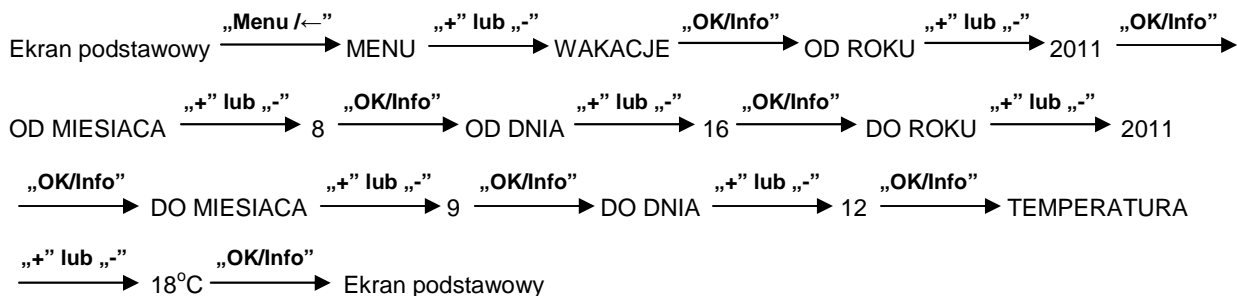 „Menu /←” „+” lub „-” „OK/Info” „+” lub „-” „OK/Info”
Ekran podstawowy MENU WAKACJE OD ROKU 2011
„+” lub „-” „OK/Info” „+” lub „-” „OK/Info” „+” lub „-”
OD MIESIACA 8 OD DNIA 16 DO ROKU 2011
„OK/Info” „+” lub „-” „OK/Info” „+” lub „-” „OK/Info”
DO MIESIACA 9 DO DNIA 12 TEMPERATURA
„+” lub „-” „OK/Info”
18°C Ekran podstawowy